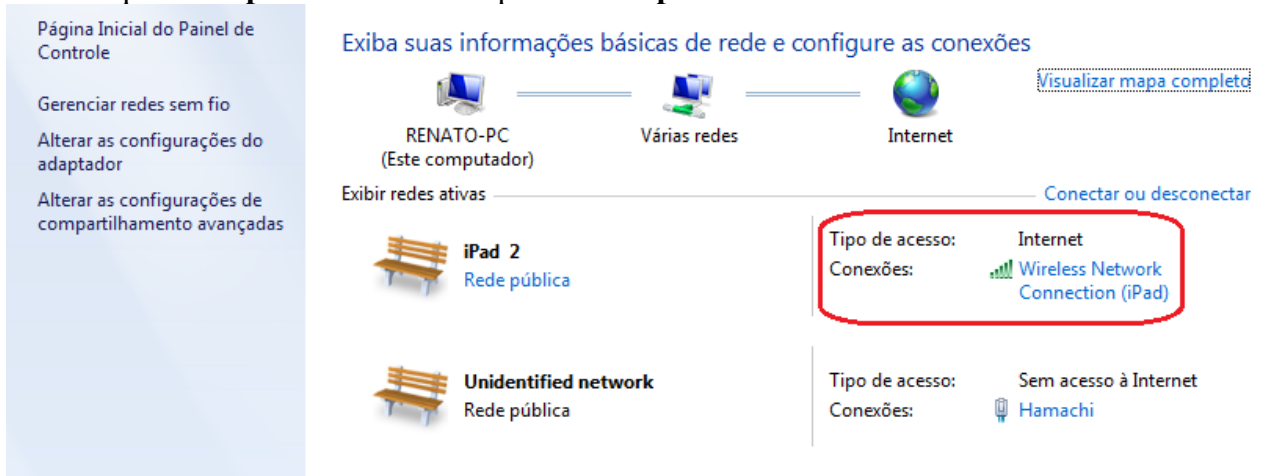 Página Inicial do Painel de
Controle
Gerenciar redes sem fio
Alterar as configurações do
adaptador
Alterar as configurações de
compartilhamento avançadas
Exiba suas informações básicas de rede e configure as conexões
Visualizar mapa completo
RENATO-PC
(Este computador)
Várias redes
Internet
Exibir redes ativas
Conectar ou desconectar
iPad 2
Rede pública
Tipo de acesso: Internet
Conexões: Wireless Network
Connection (iPad)
Unidentified network
Rede pública
Tipo de acesso: Sem acesso à Internet
Conexões: Hamachi